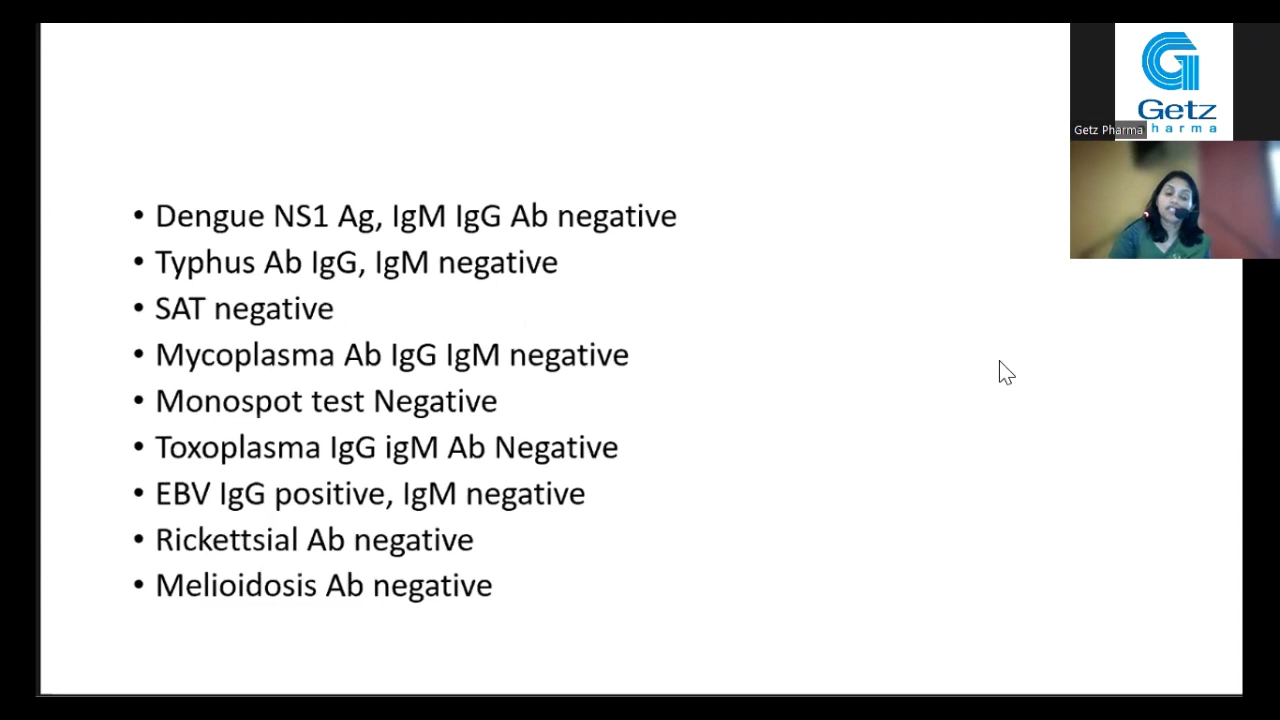 Getz
Getz Pharma harma
• Dengue NS1 Ag, IgM IgG Ab negative
• Typhus Ab IgG, IgM negative
• SAT negative
• Mycoplasma Ab IgG IgM negative
• Monospot test Negative
• Toxoplasma IgG igM Ab Negative
• EBV IgG positive, IgM negative
• Rickettsial Ab negative
• Melioidosis Ab negative